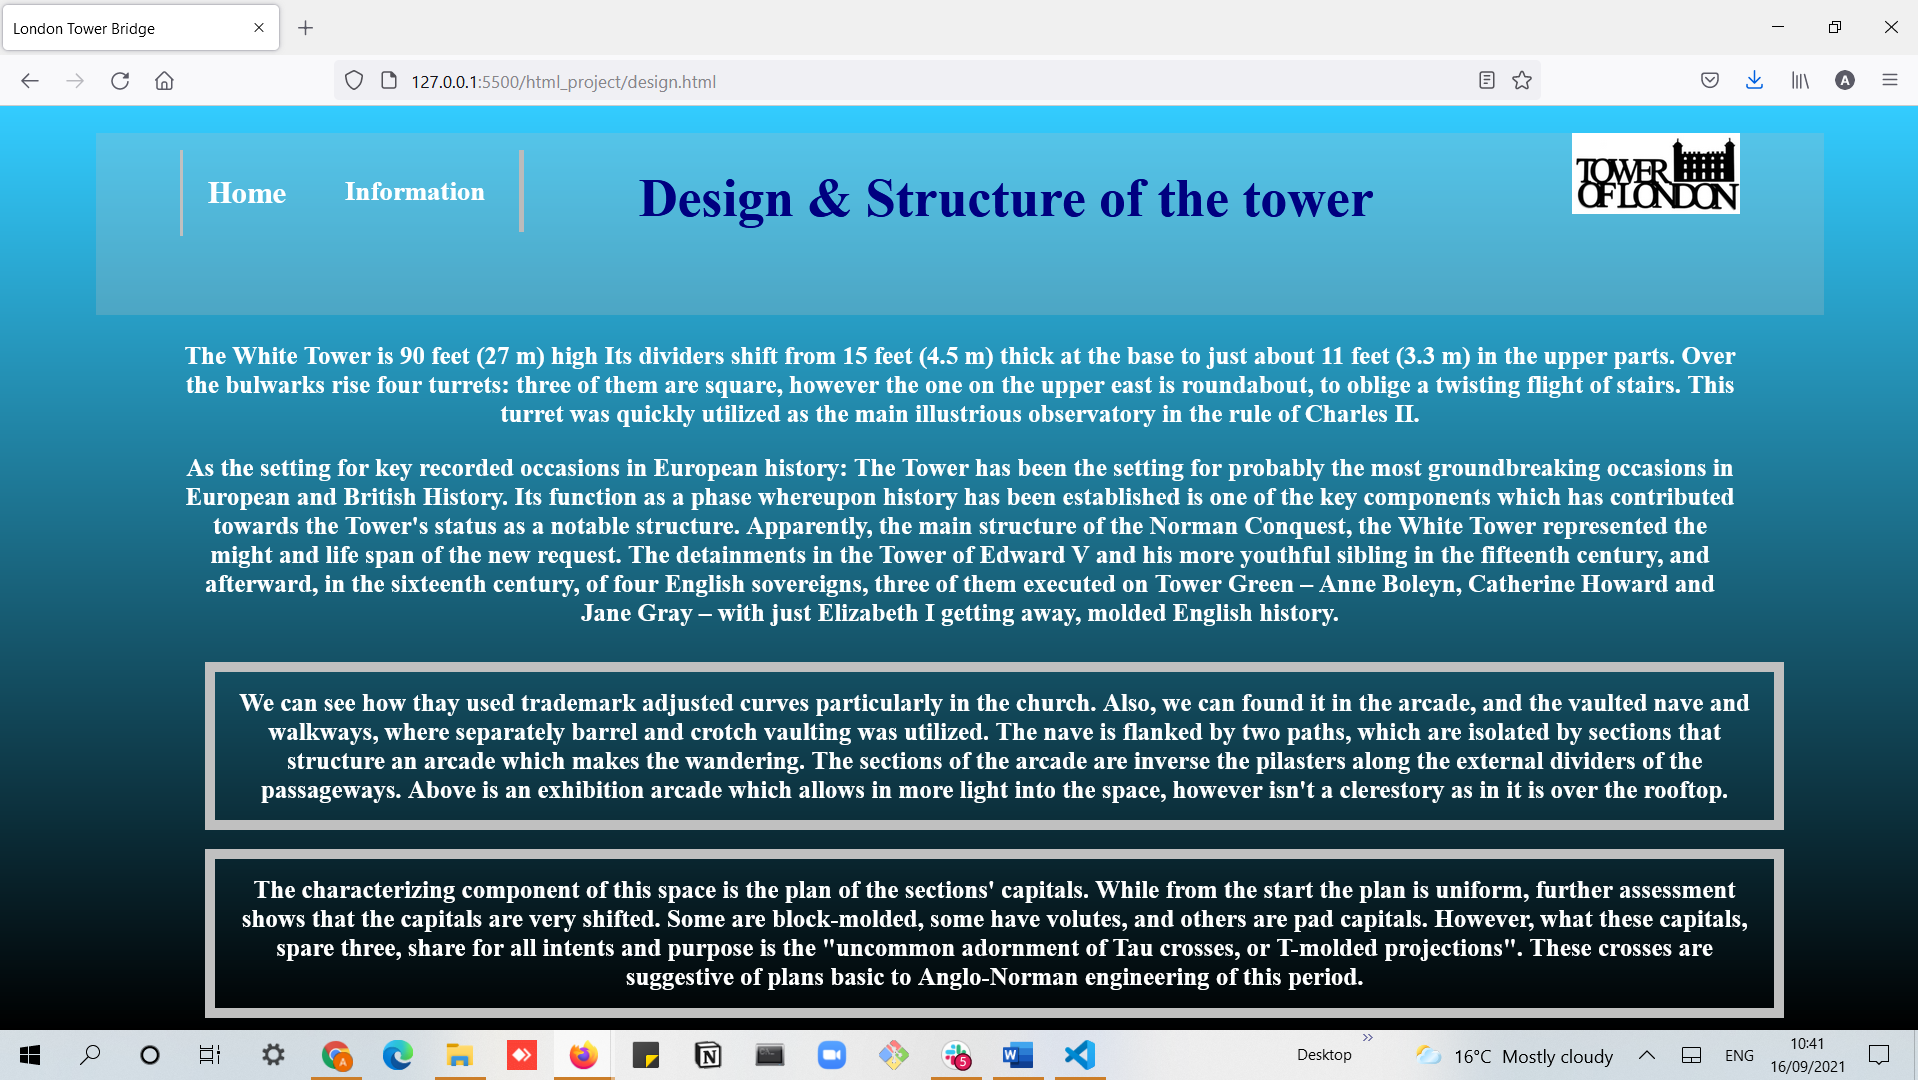 London Tower Bridge
127.0.0.1:5500/html_project/design.html
A
Home
Information
Design & Structure of the tower
TOWER
OF LONDON
The White Tower is 90 feet (27 m) high Its dividers shift from 15 feet (4.5 m) thick at the base to just about 11 feet (3.3 m) in the upper parts. Over
the bulwarks rise four turrets: three of them are square, however the one on the upper east is roundabout, to oblige a twisting flight of stairs. This
turret was quickly utilized as the main illustrious observatory in the rule of Charles II.
As the setting for key recorded occasions in European history: The Tower has been the setting for probably the most groundbreaking occasions in
European and British History. Its function as a phase whereupon history has been established is one of the key components which has contributed
towards the Tower's status as a notable structure. Apparently, the main structure of the Norman Conquest, the White Tower represented the
might and life span of the new request. The detainments in the Tower of Edward V and his more youthful sibling in the fifteenth century, and
afterward, in the sixteenth century, of four English sovereigns, three of them executed on Tower Green – Anne Boleyn, Catherine Howard and
Jane Gray – with just Elizabeth I getting away, molded English history.
We can see how thay used trademark adjusted curves particularly in the church. Also, we can found it in the arcade, and the vaulted nave and
walkways, where separately barrel and crotch vaulting was utilized. The nave is flanked by two paths, which are isolated by sections that
structure an arcade which makes the wandering. The sections of the arcade are inverse the pilasters along the external dividers of the
passageways. Above is an exhibition arcade which allows in more light into the space, however isn't a clerestory as in it is over the rooftop.
The characterizing component of this space is the plan of the sections' capitals. While from the start the plan is uniform, further assessment
shows that the capitals are very shifted. Some are block-molded, some have volutes, and others are pad capitals. However, what these capitals,
spare three, share for all intents and purpose is the "uncommon adornment of Tau crosses, or T-molded projections". These crosses are
suggestive of plans basic to Anglo-Norman engineering of this period.
A
N
5
W
Desktop
16°C Mostly cloudy
ENG
10:41
16/09/2021